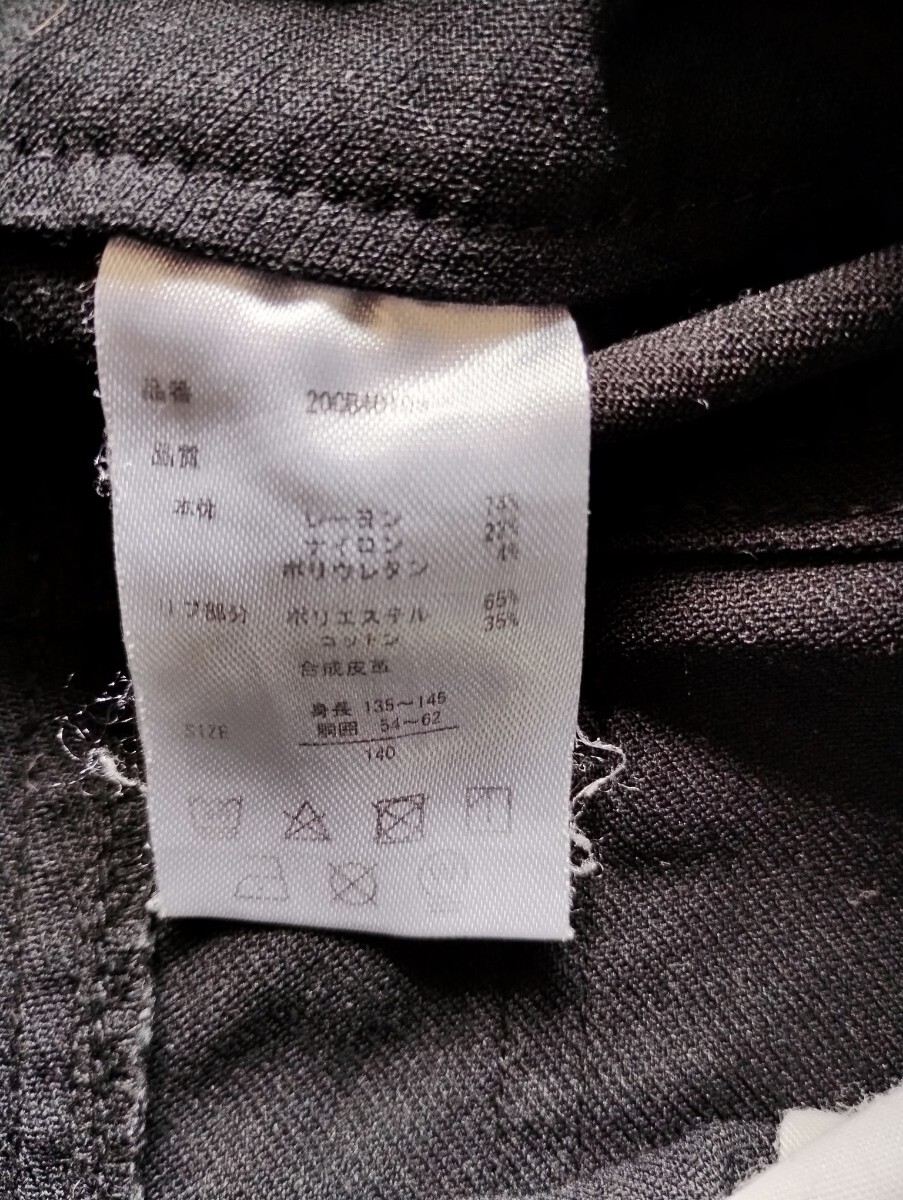 品番 20CB4010
品質
本体 レーヨン 74%
ナイロン 22%
ポリウレタン 4%
リブ部分 ポリエステル 65%
コットン 35%
合成皮革
身長 135〜145
SIZE 胴囲 54〜62
140